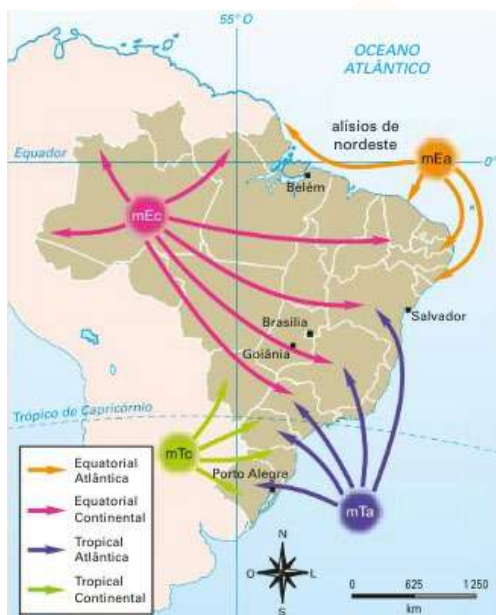 55° O
OCEANO
ATLÂNTICO
alísios de
nordeste
Equador
mEa
0°
Belém
mEc
Salvador
Brasília
Goiânia
Trópico de Capricórnio
mTc
Porto Alegre
mTa
Equatorial
Atlântica
Equatorial
Continental
Tropical
Atlântica
Tropical
Continental
N
O
L
S
0 625 1 250
km